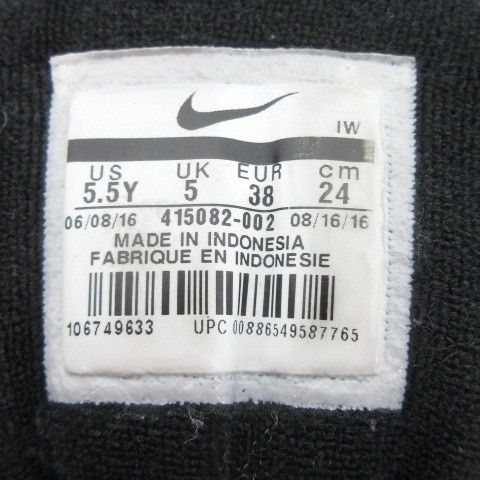 IW
US UK EUR cm
5.5Y 5 38 24
06/08/16 415082-002 08/16/16
MADE IN INDONESIA
FABRIQUE EN INDONESIE
106749633 UPC 00886549587765